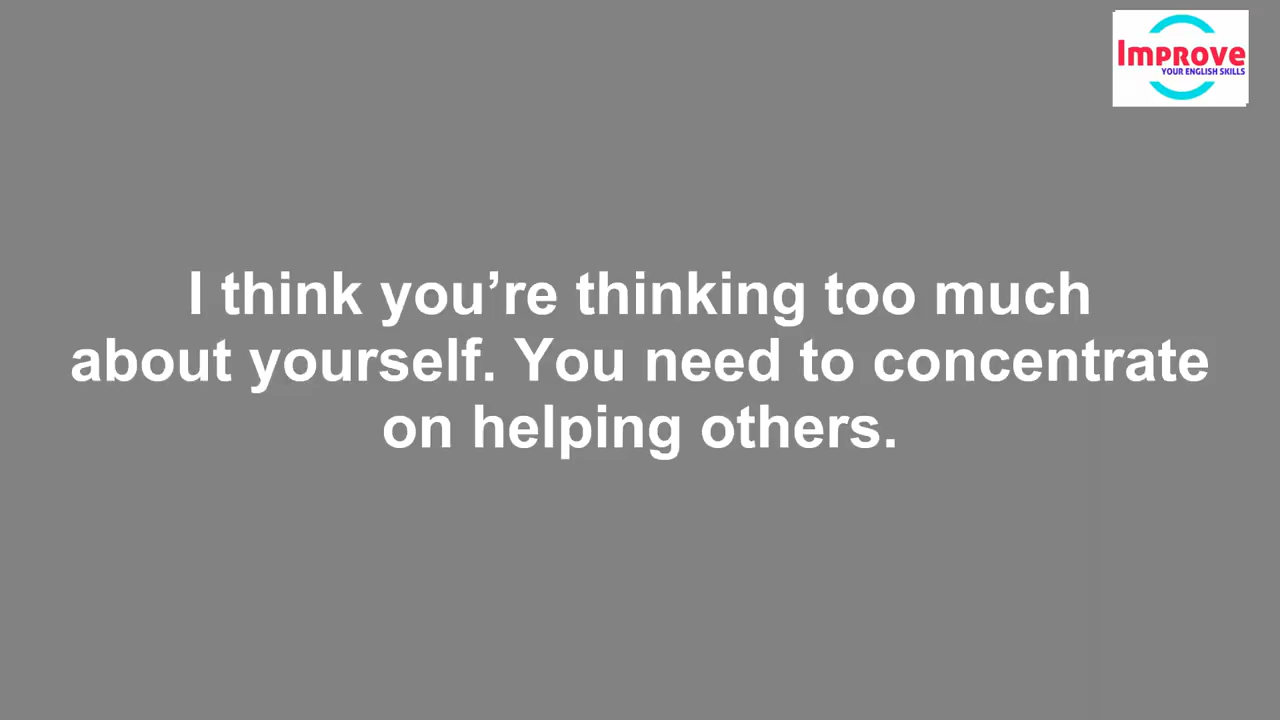 Improve
YOUR ENGLISH SKILLS
I think you’re thinking too much
about yourself. You need to concentrate
on helping others.